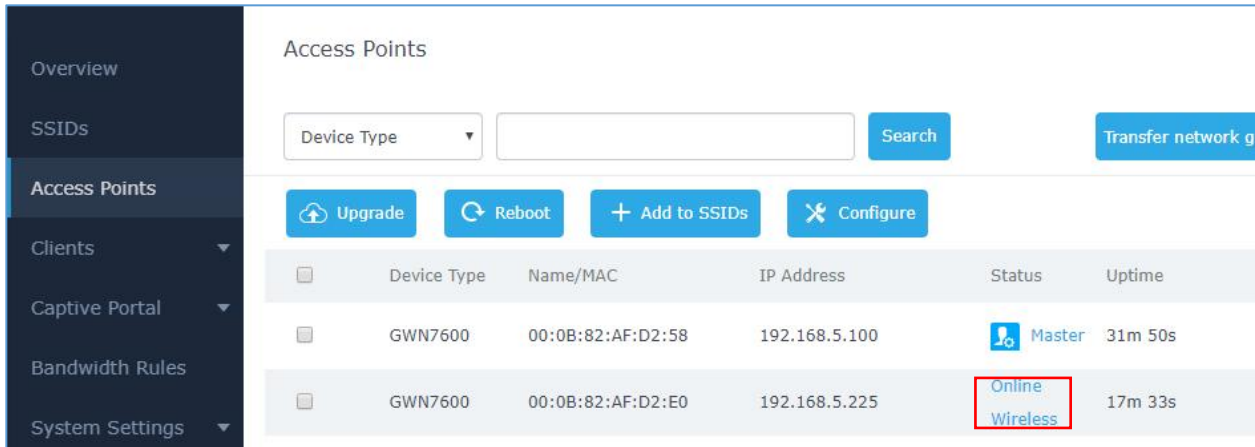 Overview
SSIDs
Access Points
Clients
Captive Portal
Bandwidth Rules
System Settings
Access Points
Device Type
Search
Transfer network g
Upgrade
Reboot
+ Add to SSIDs
Configure
Device Type Name/MAC IP Address Status Uptime
GWN7600 00:0B:82:AF:D2:58 192.168.5.100 Master 31m 50s
GWN7600 00:0B:82:AF:D2:E0 192.168.5.225 Online Wireless 17m 33s